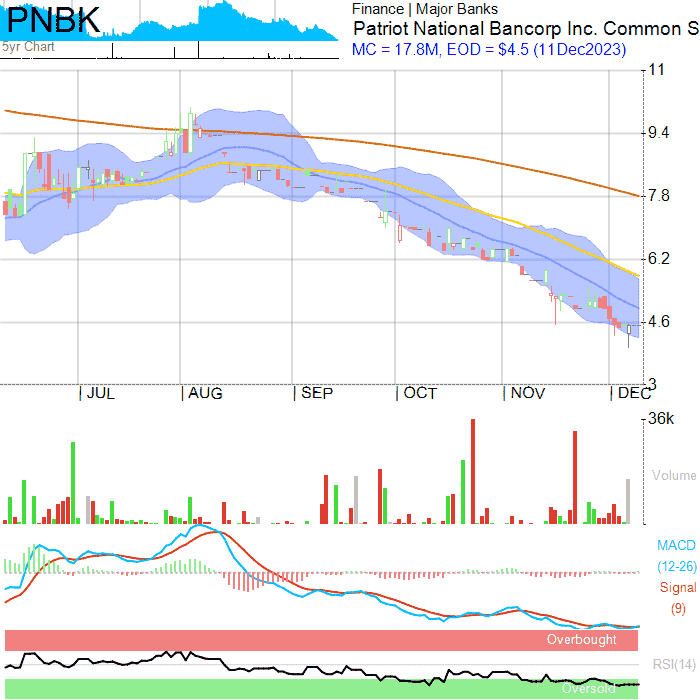 PNBK
Finance | Major Banks
Patriot National Bancorp Inc. Common S
5yr Chart
MC = 17.8M, EOD = $4.5 (11Dec2023)
11
9.4
7.8
6.2
4.6
3
| JUL | AUG | SEP | OCT | NOV | DEC
36k
Volume
MACD
(12-26)
Signal
(9)
Overbought
RSI(14)
Oversold